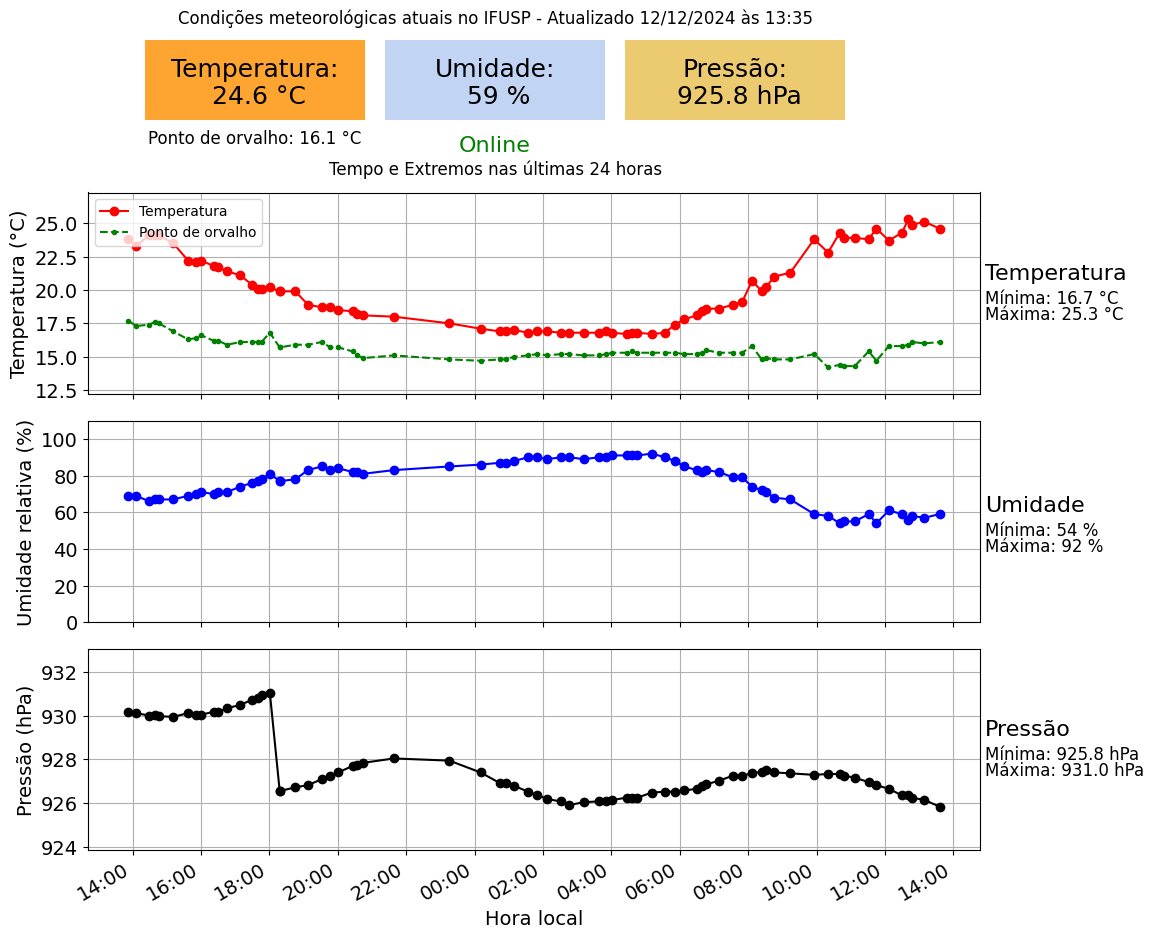 Condições meteorológicas atuais no IFUSP - Atualizado 12/12/2024 às 13:35
Temperatura:
24.6 °C
Umidade:
59 %
Pressão:
925.8 hPa
Ponto de orvalho: 16.1 °C
Online
Tempo e Extremos nas últimas 24 horas
Temperatura (°C)
25.0
22.5
20.0
17.5
15.0
12.5
Temperatura
Ponto de orvalho
Temperatura
Mínima: 16.7 °C
Máxima: 25.3 °C
Umidade relativa (%)
100
80
60
40
20
0
Umidade
Mínima: 54 %
Máxima: 92 %
Pressão (hPa)
932
930
928
926
924
Pressão
Mínima: 925.8 hPa
Máxima: 931.0 hPa
14:00 16:00 18:00 20:00 22:00 00:00 02:00 04:00 06:00 08:00 10:00 12:00 14:00
Hora local